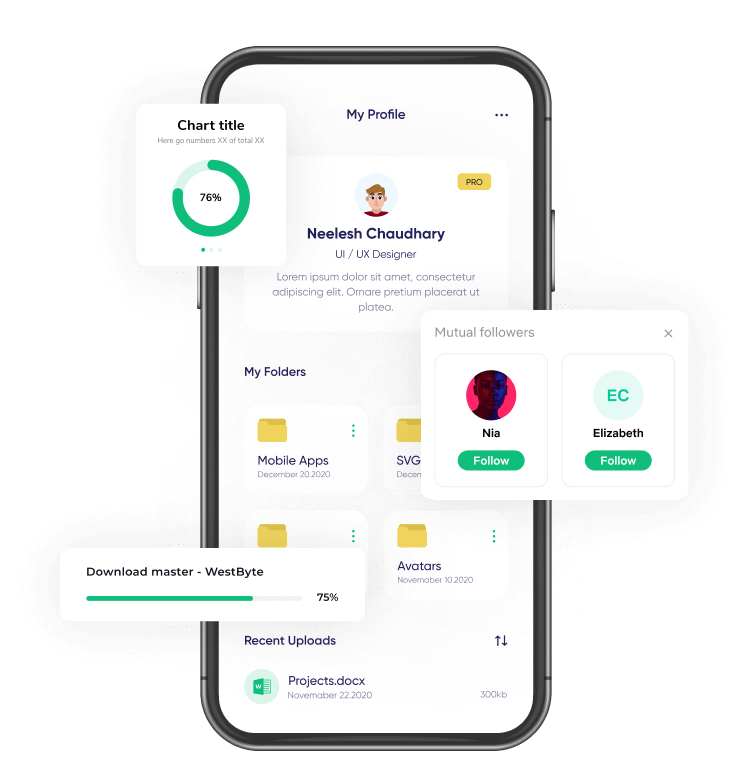 My Profile
Chart title
Here go numbers XX of total XX
76%
PRO
Neelesh Chaudhary
UI / UX Designer
Lorem ipsum dolor sit amet, consectetur
adipiscing elit. Ornare pretium placerat ut
platea.
Mutual followers
Nia
Follow
EC
Elizabeth
Follow
My Folders
Mobile Apps
December 20.2020
SVG
Avatars
Novemaber 10.2020
Download master - WestByte
75%
Recent Uploads
W
Projects.docx
Novemaber 22.2020
300kb